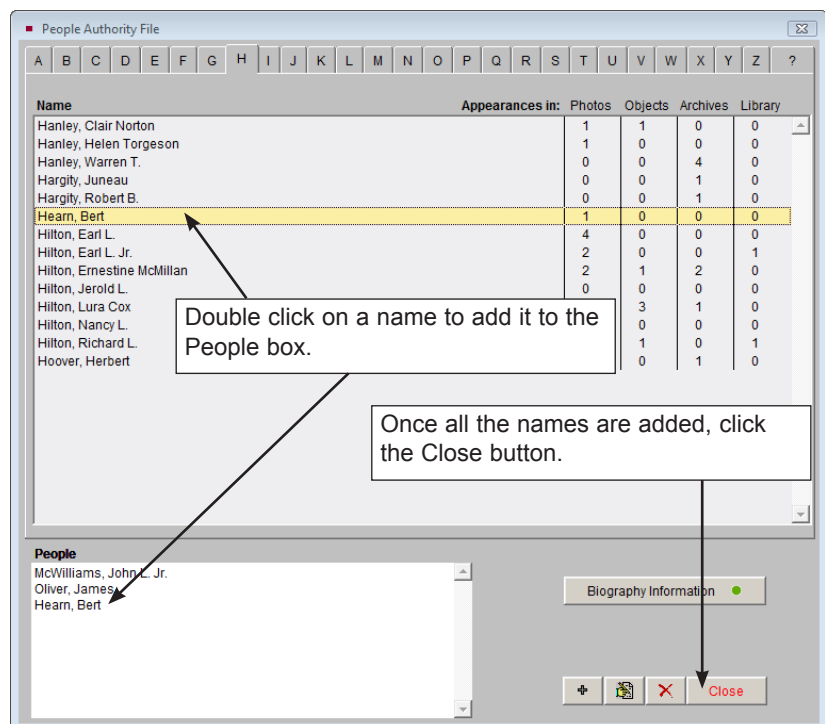 People Authority File
A B C D E F G H I J K L M N O P Q R S T U V W X Y Z ?
Name Appearances in: Photos Objects Archives Library
Hanley, Clair Norton 1 1 0 0
Hanley, Helen Torgeson 1 0 0 0
Hanley, Warren T. 0 0 4 0
Hargity, Juneau 0 0 1 0
Hargity, Robert B. 0 0 1 0
Hearn, Bert 1 0 0 0
Hilton, Earl L. 4 0 0 0
Hilton, Earl L. Jr. 2 0 0 1
Hilton, Ernestine McMillan 2 1 2 0
Hilton, Jerold L. 0 0 0 0
Hilton, Lura Cox 3 1 0
Hilton, Nancy L. 0 0 0
Hilton, Richard L. 1 0 1
Hoover, Herbert 0 1 0
Double click on a name to add it to the
People box.
Once all the names are added, click
the Close button.
People
McWilliams, John L. Jr.
Oliver, James
Hearn, Bert
Biography Information
Close